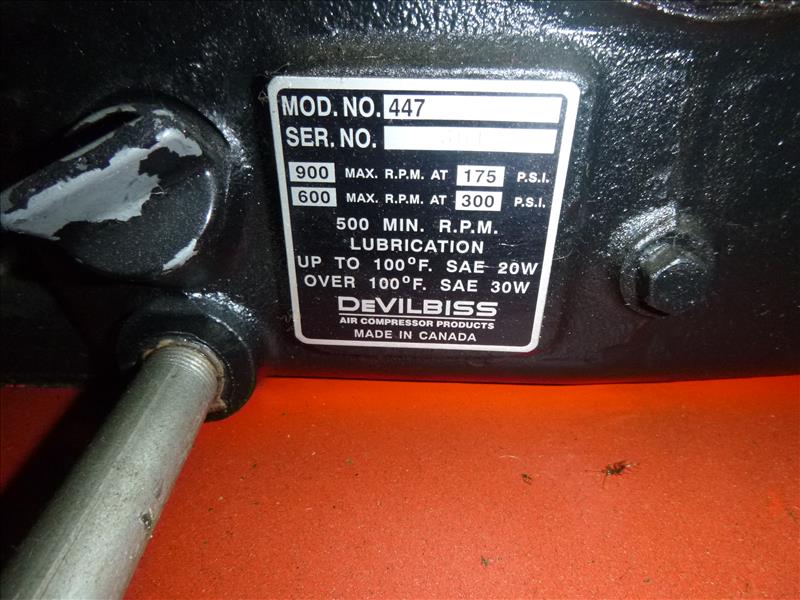 MOD. NO. 447
SER. NO.
900 MAX. R.P.M. AT 175 P.S.I.
600 MAX. R.P.M. AT 300 P.S.I.
500 MIN. R.P.M.
LUBRICATION
UP TO 100°F. SAE 20W
OVER 100°F. SAE 30W
DEVILBISS
AIR COMPRESSOR PRODUCTS
MADE IN CANADA